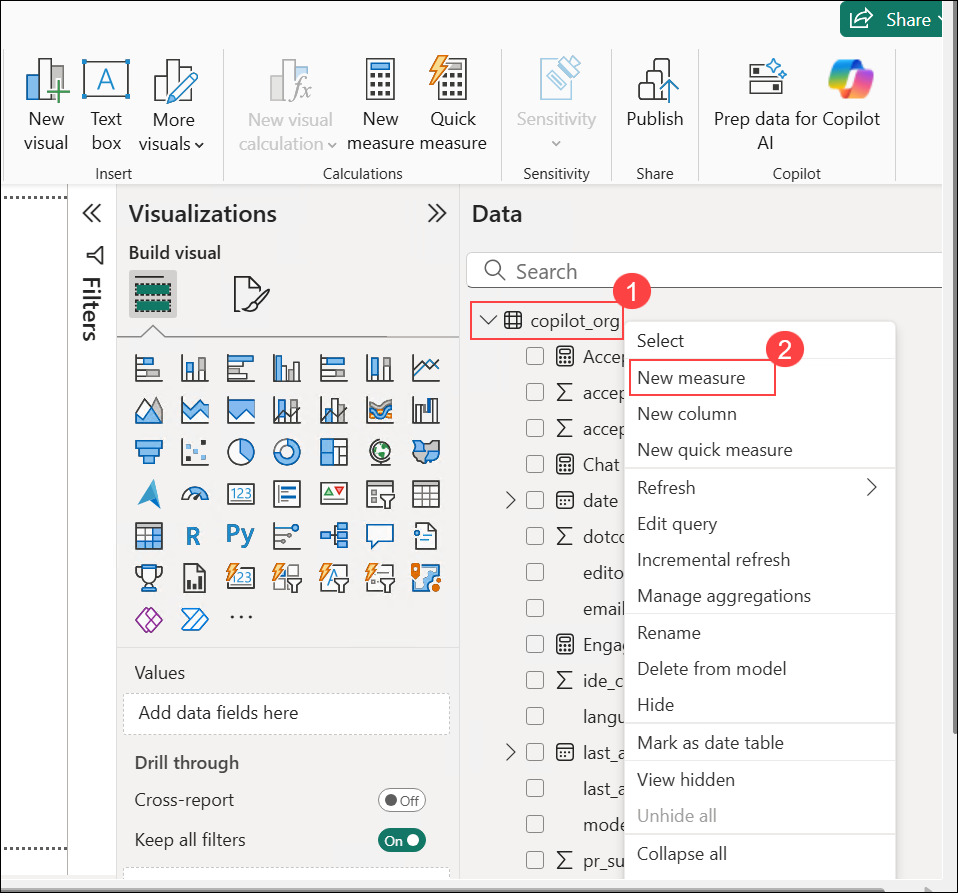 Share
New
visual
Text
box
More
visuals
New visual
calculation
New
measure
Quick
measure
Sensitivity
Publish
Prep data for
AI
Copilot
Insert
Calculations
Sensitivity
Share
Copilot
Filters
Visualizations
Build visual
123
R
Py
123
Values
Add data fields here
Drill through
Cross-report
Off
Keep all filters
On
Data
Search
1
copilot_org
Accep
accep
accep
Chat
date
dotco
edito
email
Engag
ide_c
langu
last_a
last_a
mode
pr_su
Select
2
New measure
New column
New quick measure
Refresh
Edit query
Incremental refresh
Manage aggregations
Rename
Delete from model
Hide
Mark as date table
View hidden
Unhide all
Collapse all